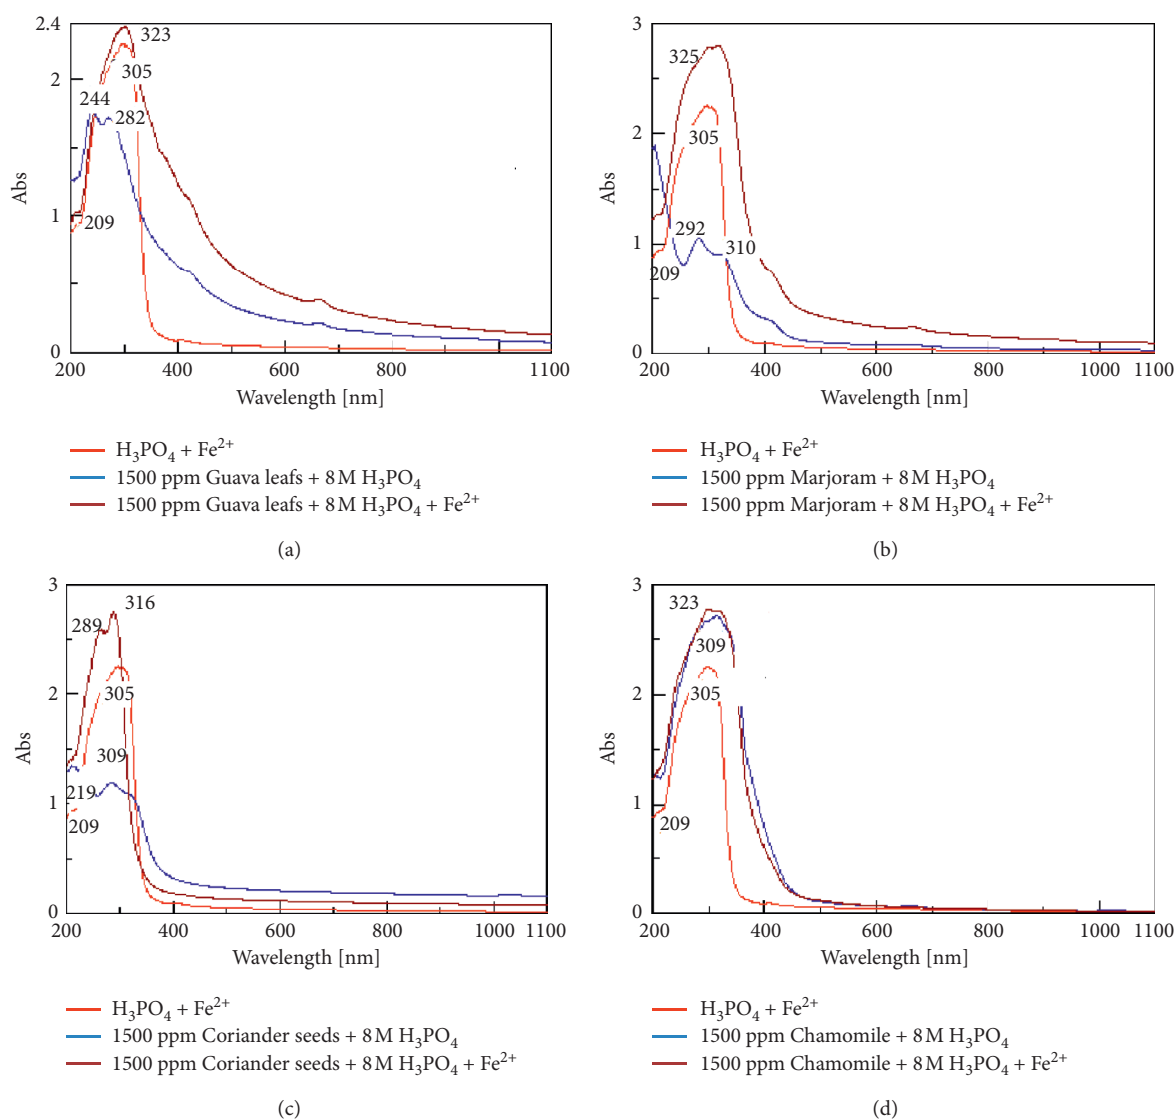 2.4
2
1
0
Abs
323
305
244
282
209
200 400 600 800 1100
Wavelength [nm]
H₃PO₄ + Fe²⁺
1500 ppm Guava leafs + 8 M H₃PO₄
1500 ppm Guava leafs + 8 M H₃PO₄ + Fe²⁺
(a)
3
2
1
0
Abs
325
305
292
310
209
200 400 600 800 1000 1100
Wavelength [nm]
H₃PO₄ + Fe²⁺
1500 ppm Marjoram + 8 M H₃PO₄
1500 ppm Marjoram + 8 M H₃PO₄ + Fe²⁺
(b)
3
2
1
0
Abs
316
289
305
309
219
209
200 400 600 800 1000 1100
Wavelength [nm]
H₃PO₄ + Fe²⁺
1500 ppm Coriander seeds + 8 M H₃PO₄
1500 ppm Coriander seeds + 8 M H₃PO₄ + Fe²⁺
(c)
3
2
1
0
Abs
323
309
305
209
200 400 600 800 1000 1100
Wavelength [nm]
H₃PO₄ + Fe²⁺
1500 ppm Chamomile + 8 M H₃PO₄
1500 ppm Chamomile + 8 M H₃PO₄ + Fe²⁺
(d)